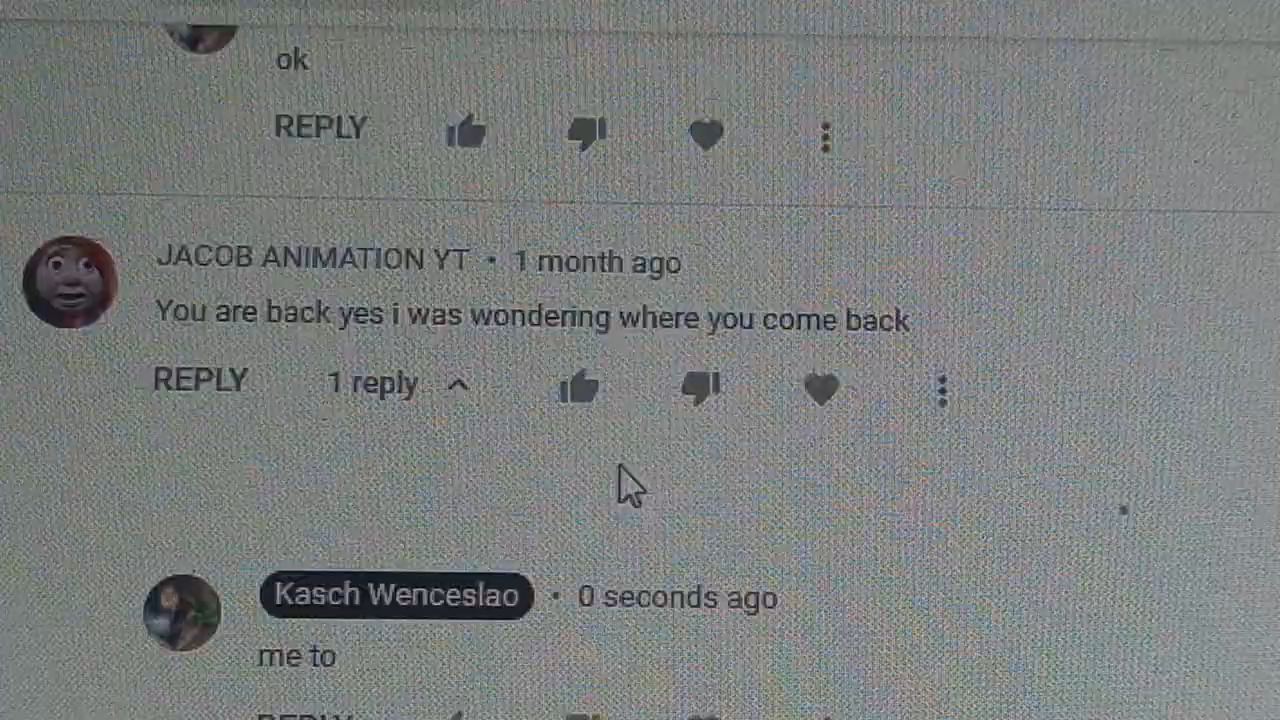 ok
REPLY
JACOB ANIMATION YT • 1 month ago
You are back yes i was wondering where you come back
REPLY 1 reply
Kasch Wenceslao • 0 seconds ago
me to
REPLY